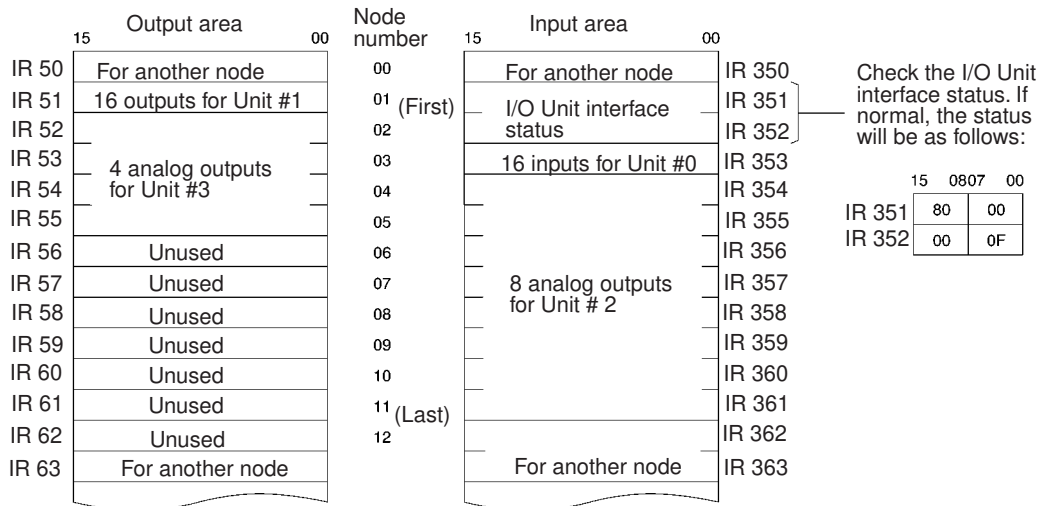 Output area
Node number
Input area
15 00
15 00
IR 50 For another node 00 For another node IR 350
IR 51 16 outputs for Unit #1 01 (First) I/O Unit interface status IR 351
IR 52 02 IR 352
IR 53 4 analog outputs for Unit #3 03 16 inputs for Unit #0 IR 353
IR 54 04 IR 354
IR 55 05 IR 355
IR 56 Unused 06 IR 356
IR 57 Unused 07 8 analog outputs for Unit # 2 IR 357
IR 58 Unused 08 IR 358
IR 59 Unused 09 IR 359
IR 60 Unused 10 IR 360
IR 61 Unused 11 (Last) IR 361
IR 62 Unused 12 IR 362
IR 63 For another node For another node IR 363
Check the I/O Unit
interface status. If
normal, the status
will be as follows:
15 0807 00
IR 351 80 00
IR 352 00 0F